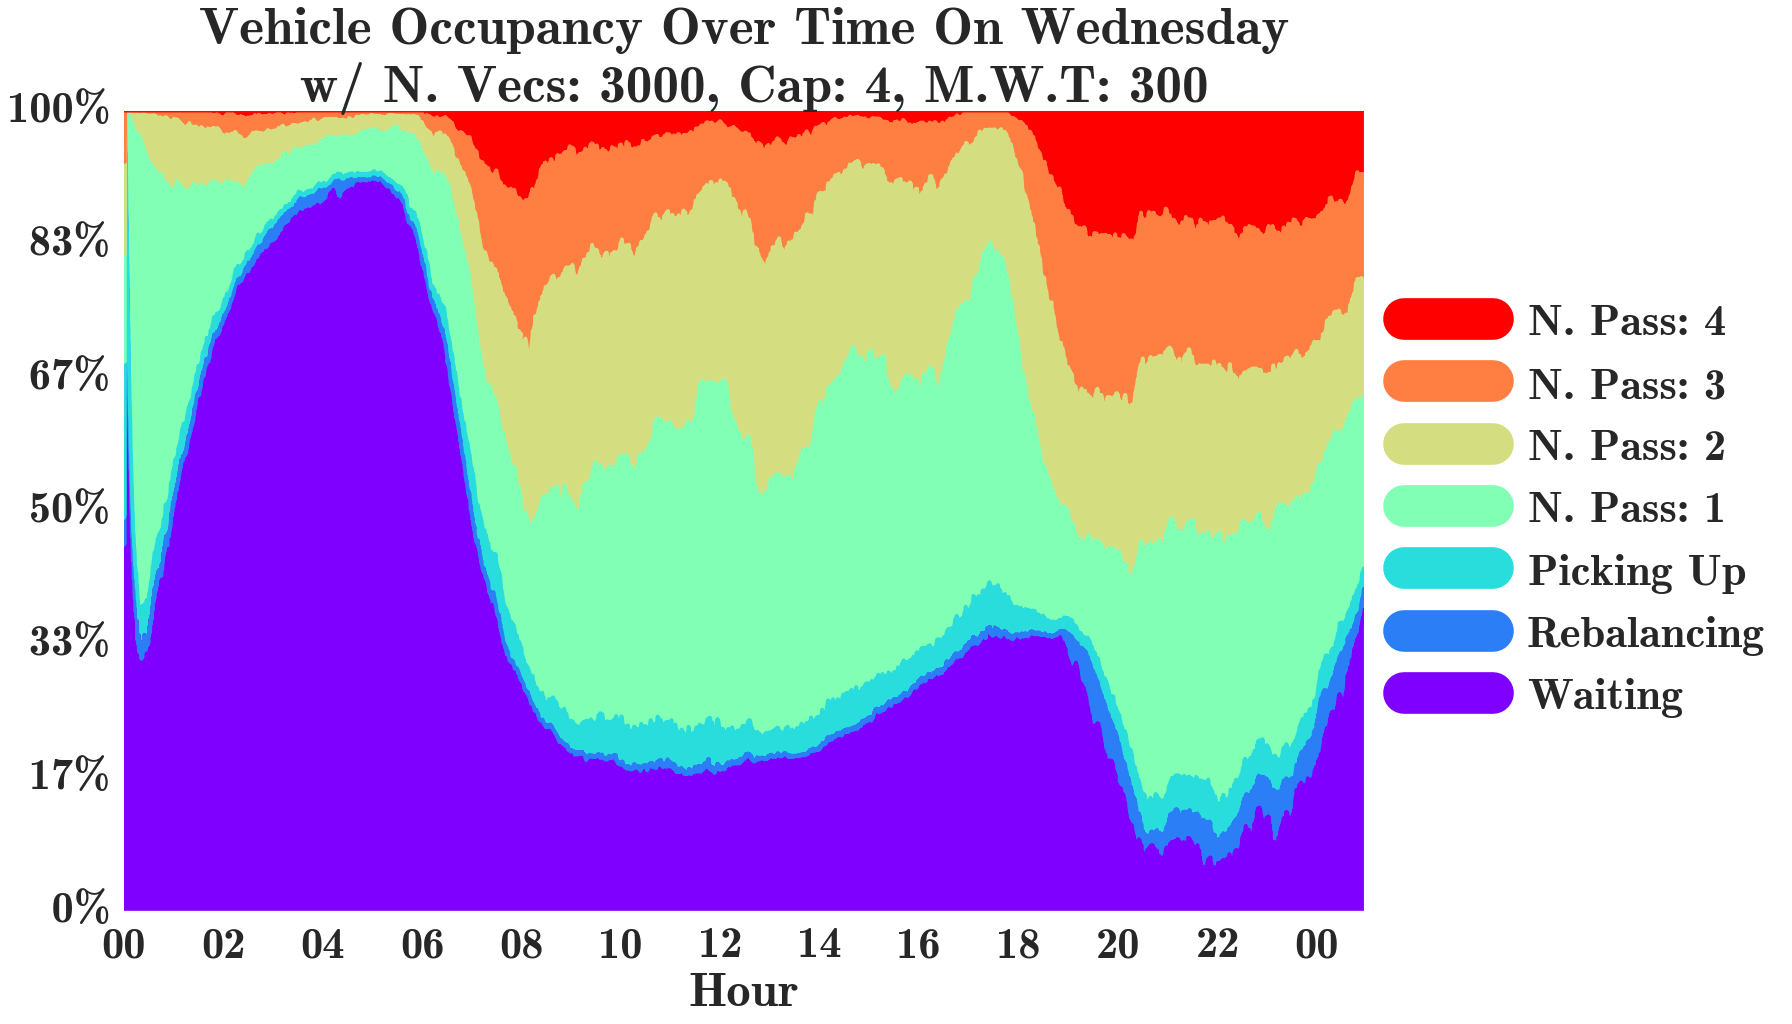 Vehicle Occupancy Over Time On Wednesday
w/ N. Vecs: 3000, Cap: 4, M.W.T: 300
100%
83%
67%
50%
33%
17%
0%
00 02 04 06 08 10 12 14 16 18 20 22 00
Hour
N. Pass: 4
N. Pass: 3
N. Pass: 2
N. Pass: 1
Picking Up
Rebalancing
Waiting